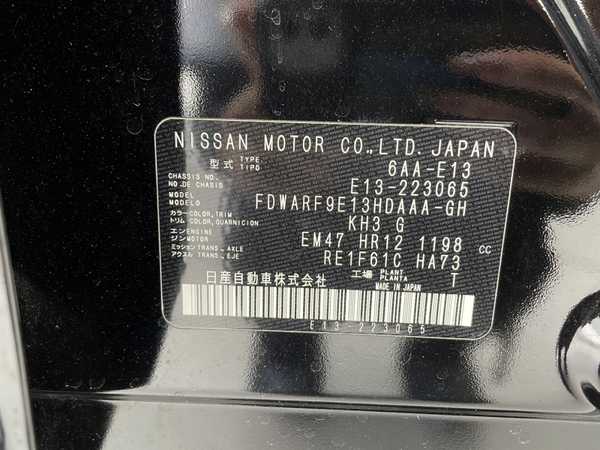 NISSAN MOTOR CO.,LTD. JAPAN
型式 TYPE TIPO 6AA-E13
CHASSIS NO. NO.DE CHASIS E13-223065
MODEL MODELO FDWARF9E13HDAAA-GH
カラー COLOR,TRIM トリム COLOR,GUARNICION KH3 G
エンジン ENGINE MOTOR EM47 HR12 1198 CC
ミッション TRANS.,AXLE アクスル TRANS.,EJE RE1F61C HA73
日産自動車株式会社 工場 PLANT PLANTA T
MADE IN JAPAN
E13-223065